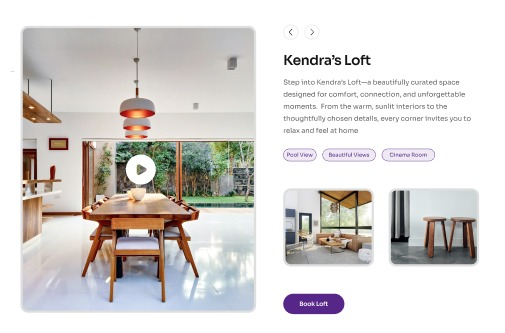 Kendra's Loft
Step into Kendra's Loft—a beautifully curated space
designed for comfort, connection, and unforgettable
moments. From the warm, sunlit interiors to the
thoughtfully chosen details, every corner invites you to
relax and feel at home
Pool View Beautiful Views Cinema Room
Book Loft